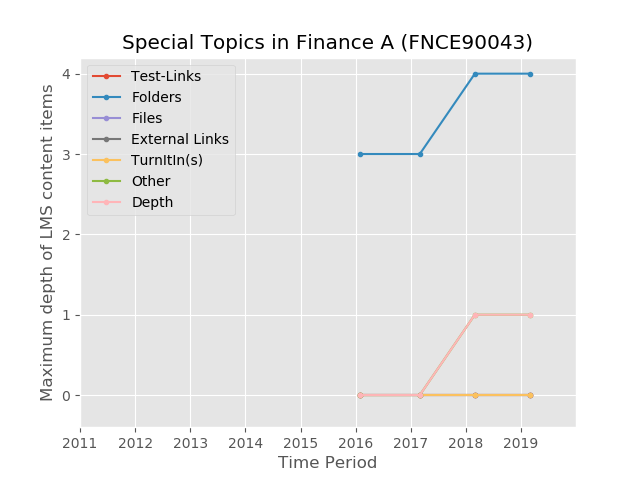 Special Topics in Finance A (FNCE90043)
Test-Links
Folders
Files
External Links
TurnItIn(s)
Other
Depth
Maximum depth of LMS content items
4
3
2
1
0
2011 2012 2013 2014 2015 2016 2017 2018 2019
Time Period